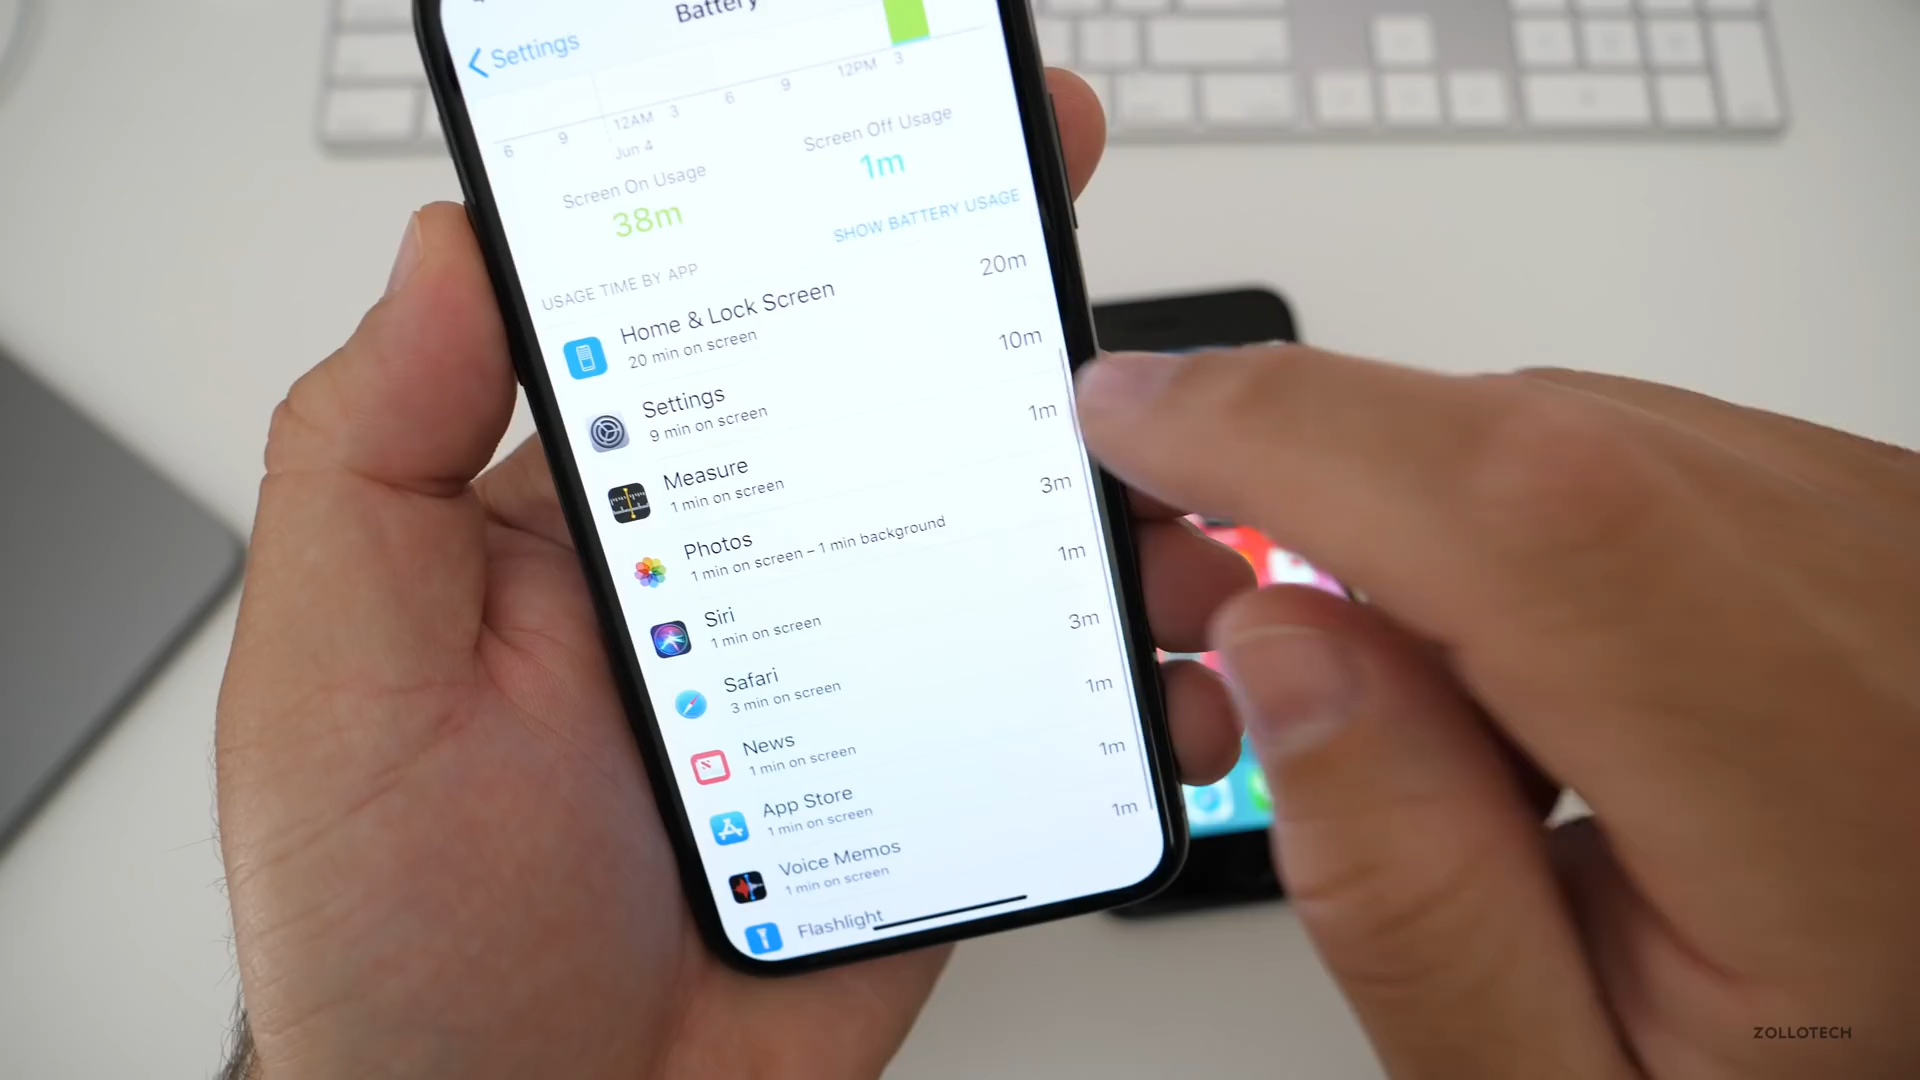 Battery
Settings
6 9 12AM 3 6 9 12PM 3
Jun 4
Screen On Usage
38m
Screen Off Usage
1m
USAGE TIME BY APP
SHOW BATTERY USAGE
Home & Lock Screen
20 min on screen
20m
Settings
9 min on screen
10m
Measure
1 min on screen
1m
Photos
1 min on screen – 1 min background
3m
Siri
1 min on screen
1m
Safari
3 min on screen
3m
News
1 min on screen
1m
App Store
1 min on screen
1m
Voice Memos
1 min on screen
1m
Flashlight
ZOLLOTECH